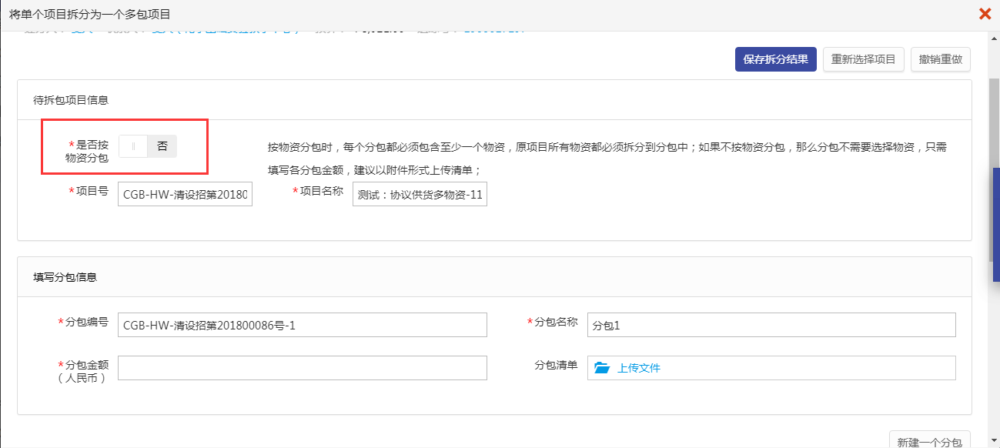 将单个项目拆分为一个多包项目
保存拆分结果 重新选择项目 撤销重做
待拆包项目信息
*是否按物资分包 否
按物资分包时，每个分包都必须包含至少一个物资，原项目所有物资都必须拆分到分包中；如果不按物资分包，那么分包不需要选择物资，只需
填写各分包金额，建议以附件形式上传清单；
*项目号 CGB-HW-清设招第20180 *项目名称 测试：协议供货多物资-11
填写分包信息
*分包编号 CGB-HW-清设招第201800086号-1 *分包名称 分包1
*分包金额（人民币） 分包清单 上传文件
新建一个分包